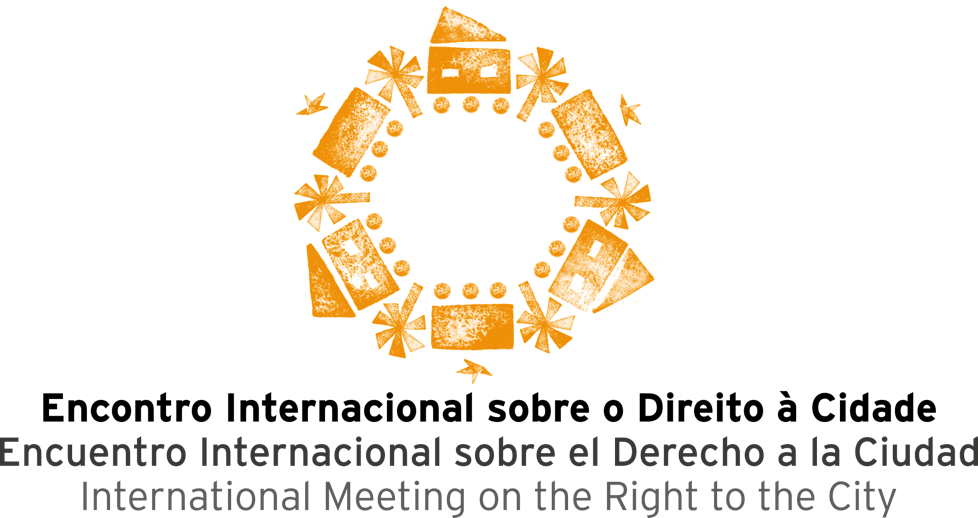 Encontro Internacional sobre o Direito à Cidade
Encuentro Internacional sobre el Derecho a la Ciudad
International Meeting on the Right to the City